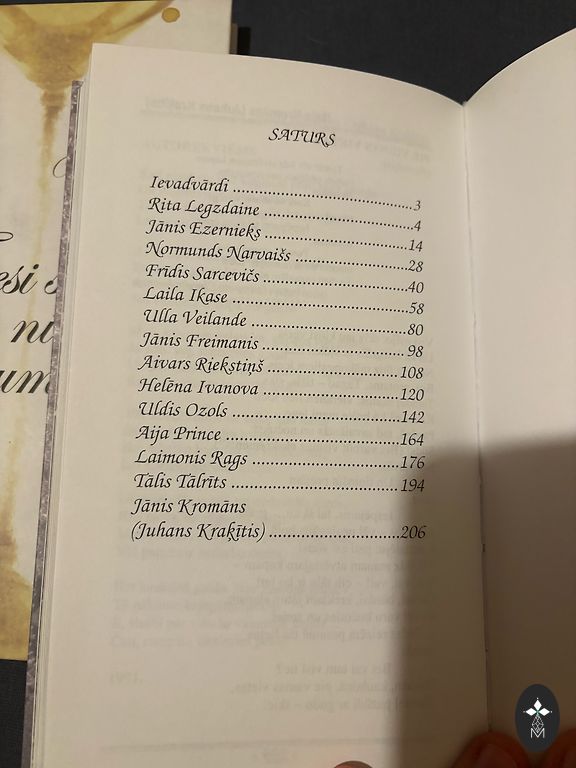 SATURS
Ievadvārdi ........................................3
Rita Legzdaine ..................................4
Jānis Ezernieks ................................14
Normunds Narvaišs .........................28
Frīdis Sarcevičs ................................40
Laila Ikase .......................................58
Ulla Veilande ...................................80
Jānis Freimanis ................................98
Aivars Riekstiņš .............................108
Helēna Ivanova ..............................120
Uldis Ozols .....................................142
Aija Prince ......................................164
Laimonis Rags ................................176
Tālis Tālrīts ....................................194
Jānis Kromāns
(Juhans Kraķītis) ............................206